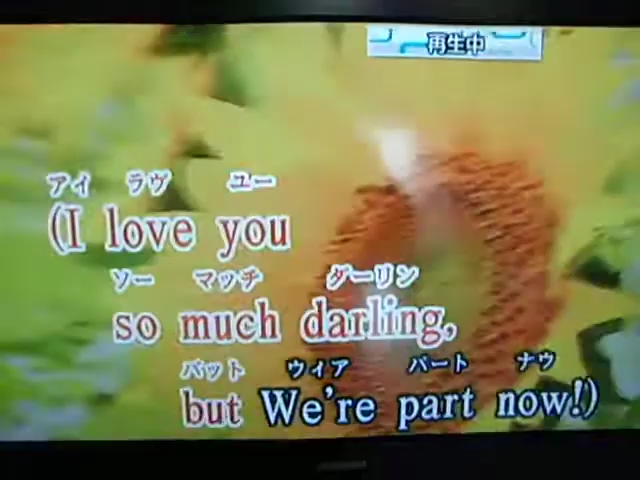 再生中
アイ ラヴ ユー
(I love you
ソー マッチ ダーリン
so much darling,
バット ウィア パート ナウ
but We're part now!)